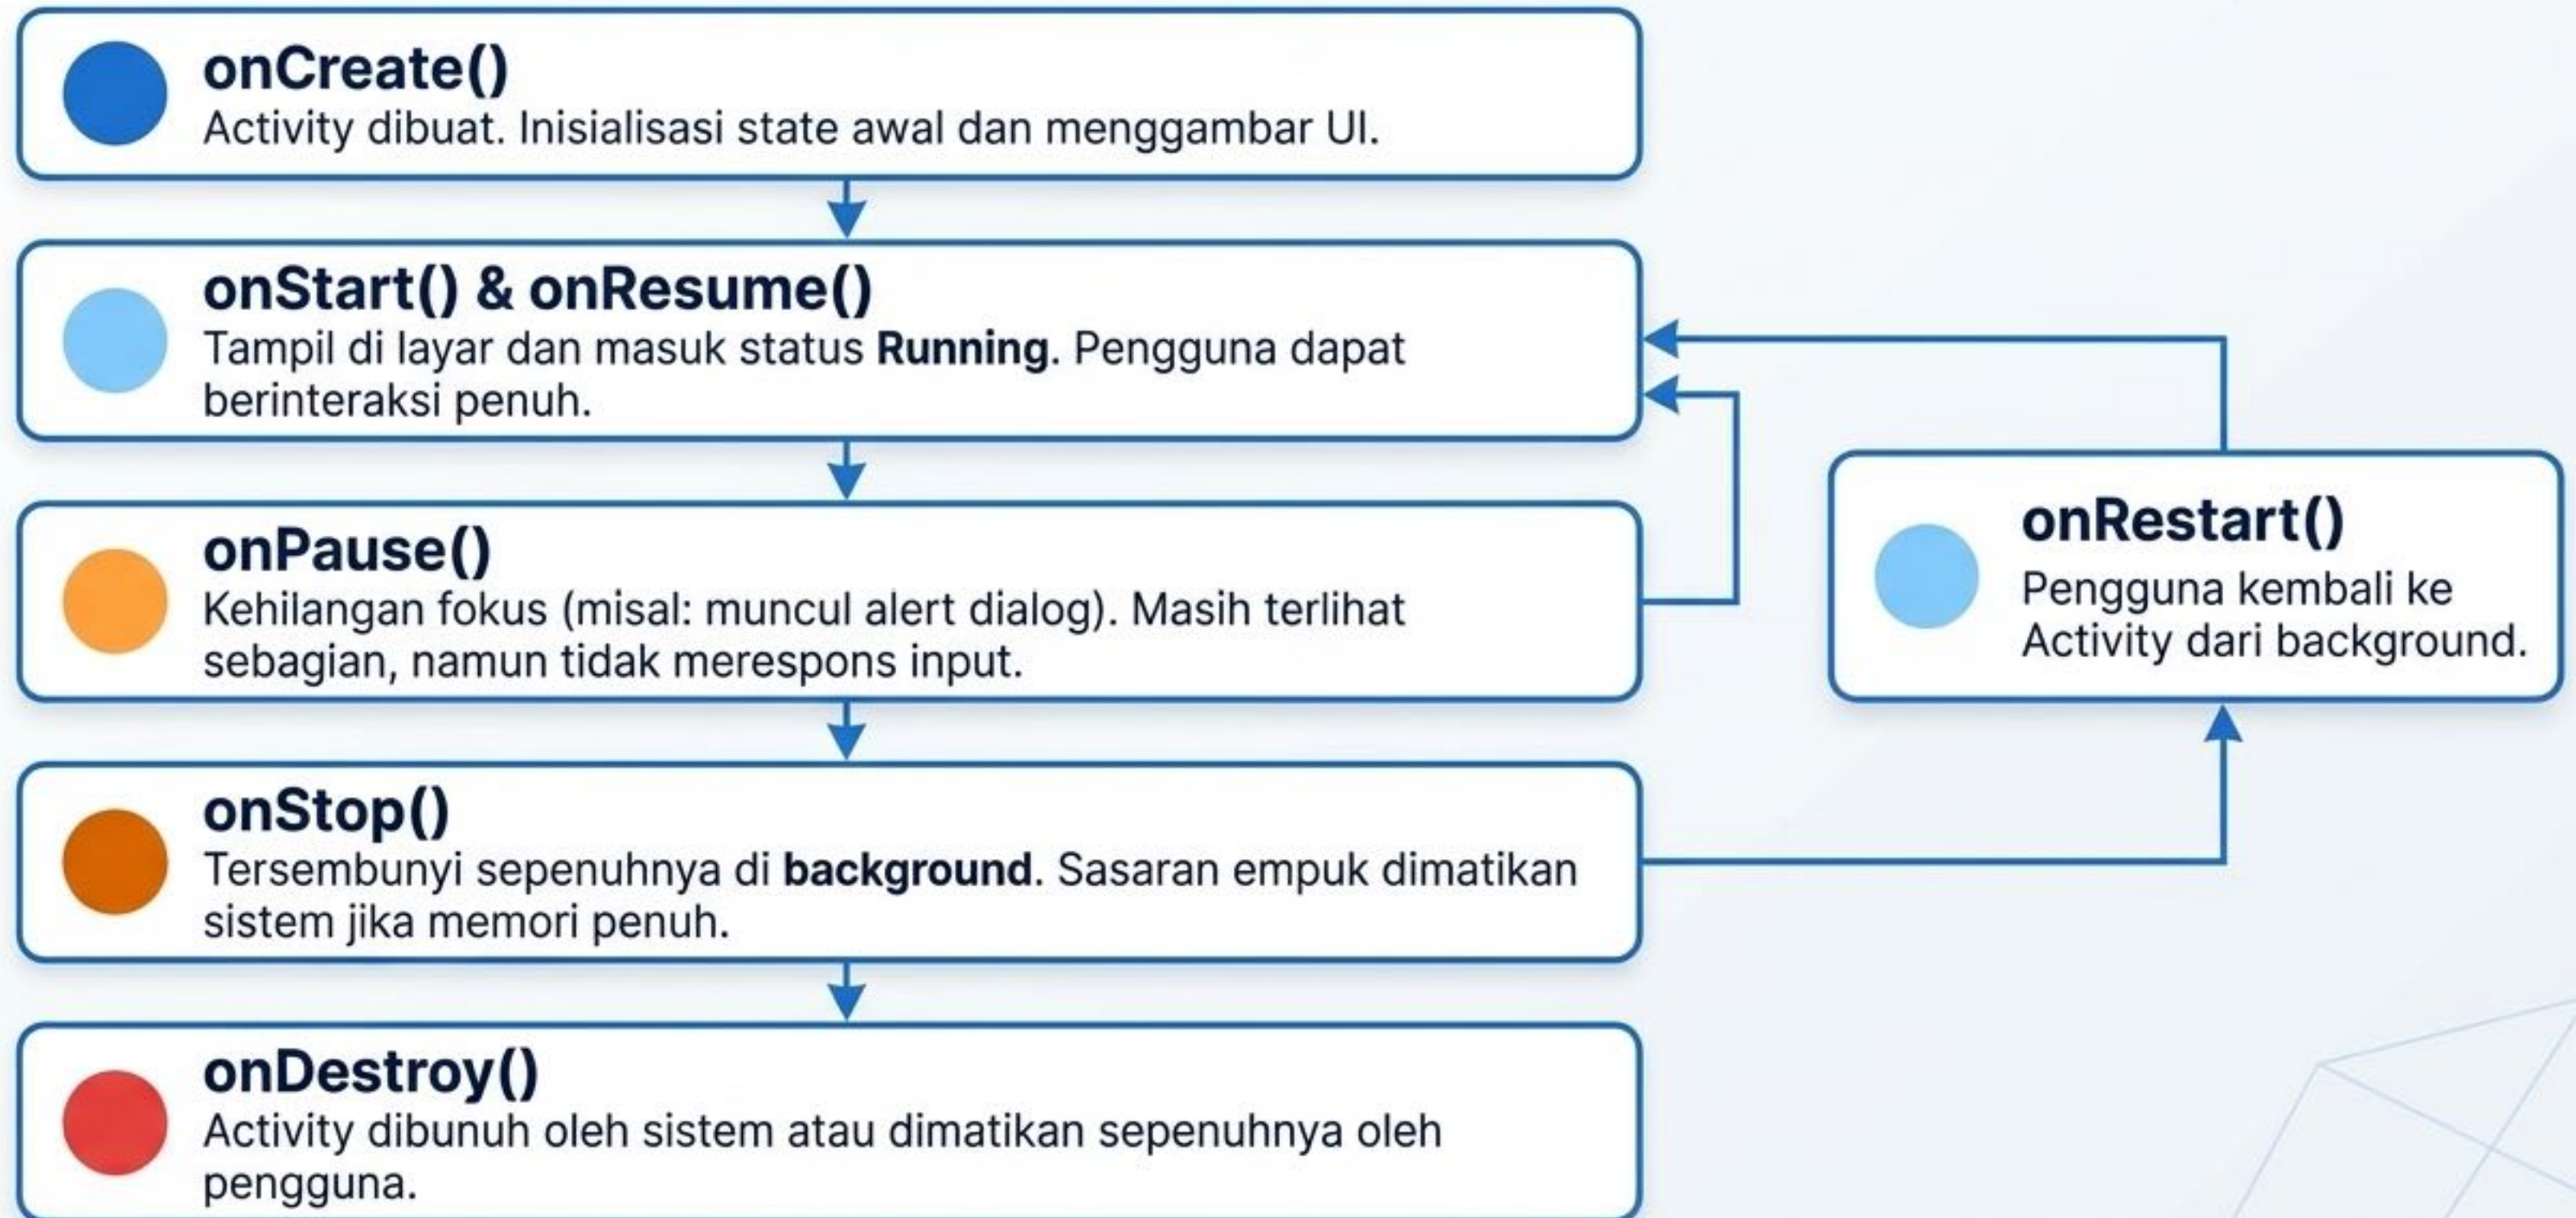 onCreate()
Activity dibuat. Inisialisasi state awal dan menggambar UI.
onStart() & onResume()
Tampil di layar dan masuk status Running. Pengguna dapat
berinteraksi penuh.
onPause()
Kehilangan fokus (misal: muncul alert dialog). Masih terlihat
sebagian, namun tidak merespons input.
onRestart()
Pengguna kembali ke
Activity dari background.
onStop()
Tersembunyi sepenuhnya di background. Sasaran empuk dimatikan
sistem jika memori penuh.
onDestroy()
Activity dibunuh oleh sistem atau dimatikan sepenuhnya oleh
pengguna.